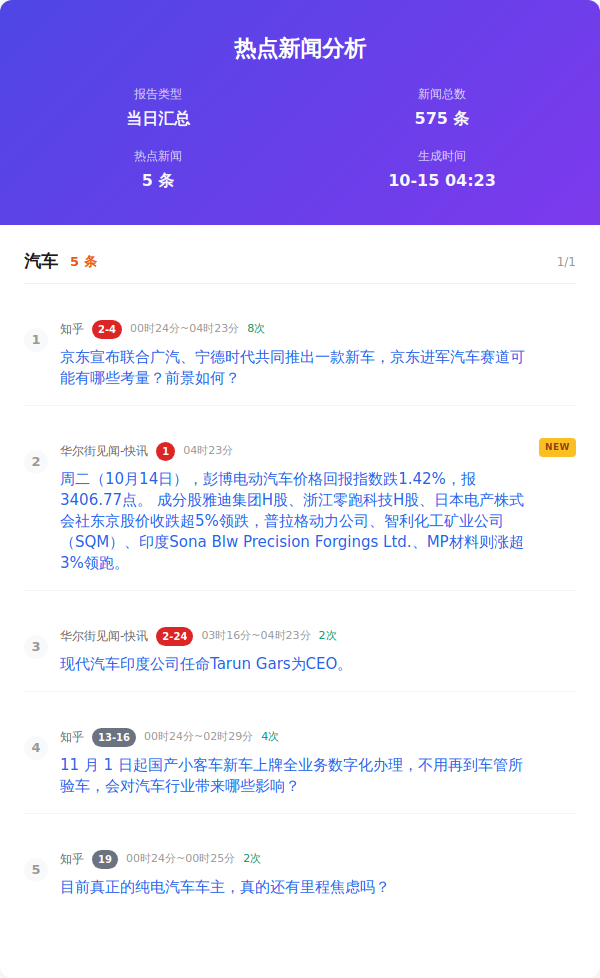 热点新闻分析
报告类型
新闻总数
当日汇总
575 条
热点新闻
生成时间
5 条
10-15 04:23
汽车 5 条 1/1
1 知乎 2-4 00时24分~04时23分 8次
京东宣布联合广汽、宁德时代共同推出一款新车，京东进军汽车赛道可
能有哪些考量？前景如何？
2 华尔街见闻-快讯 1 04时23分 NEW
周二（10月14日），彭博电动汽车价格回报指数跌1.42%，报
3406.77点。 成分股雅迪集团H股、浙江零跑科技H股、日本电产株式
会社东京股价收跌超5%领跌，普拉格动力公司、智利化工矿业公司
（SQM）、印度Sona Blw Precision Forgings Ltd.、MP材料则涨超
3%领跑。
3 华尔街见闻-快讯 2-24 03时16分~04时23分 2次
现代汽车印度公司任命Tarun Gars为CEO。
4 知乎 13-16 00时24分~02时29分 4次
11 月 1 日起国产小客车新车上牌全业务数字化办理，不用再到车管所
验车，会对汽车行业带来哪些影响？
5 知乎 19 00时24分~00时25分 2次
目前真正的纯电汽车车主，真的还有里程焦虑吗？